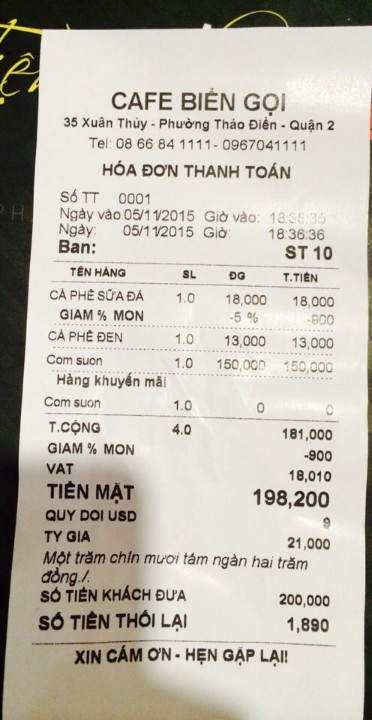 CAFE BIỂN GỌI
35 Xuân Thủy - Phường Thảo Điền - Quận 2
Tel: 08 66 84 1111- 0967041111
HÓA ĐƠN THANH TOÁN
Số TT 0001
Ngày vào:05/11/2015 Giờ vào: 18:36:35
Ngày: 05/11/2015 Giờ: 18:36:36
Ban: ST 10
TÊN HÀNG SL ĐG T.TIỀN
CÀ PHÊ SỮA ĐÁ 1.0 18,000 18,000
GIAM % MON -5 % -900
CÀ PHÊ ĐEN 1.0 13,000 13,000
Com suon 1.0 150,000 150,000
Hàng khuyến mãi
Com suon 1.0 0 0
T.CỘNG 4.0 181,000
GIAM % MON -900
VAT 18,010
TIỀN MẶT 198,200
QUY DOI USD 9
TY GIA 21,000
Một trăm chín mươi tám ngàn hai trăm
đồng./.
SỐ TIỀN KHÁCH ĐƯA 200,000
SỐ TIỀN THỐI LẠI 1,890
XIN CÁM ƠN - HẸN GẶP LẠI!